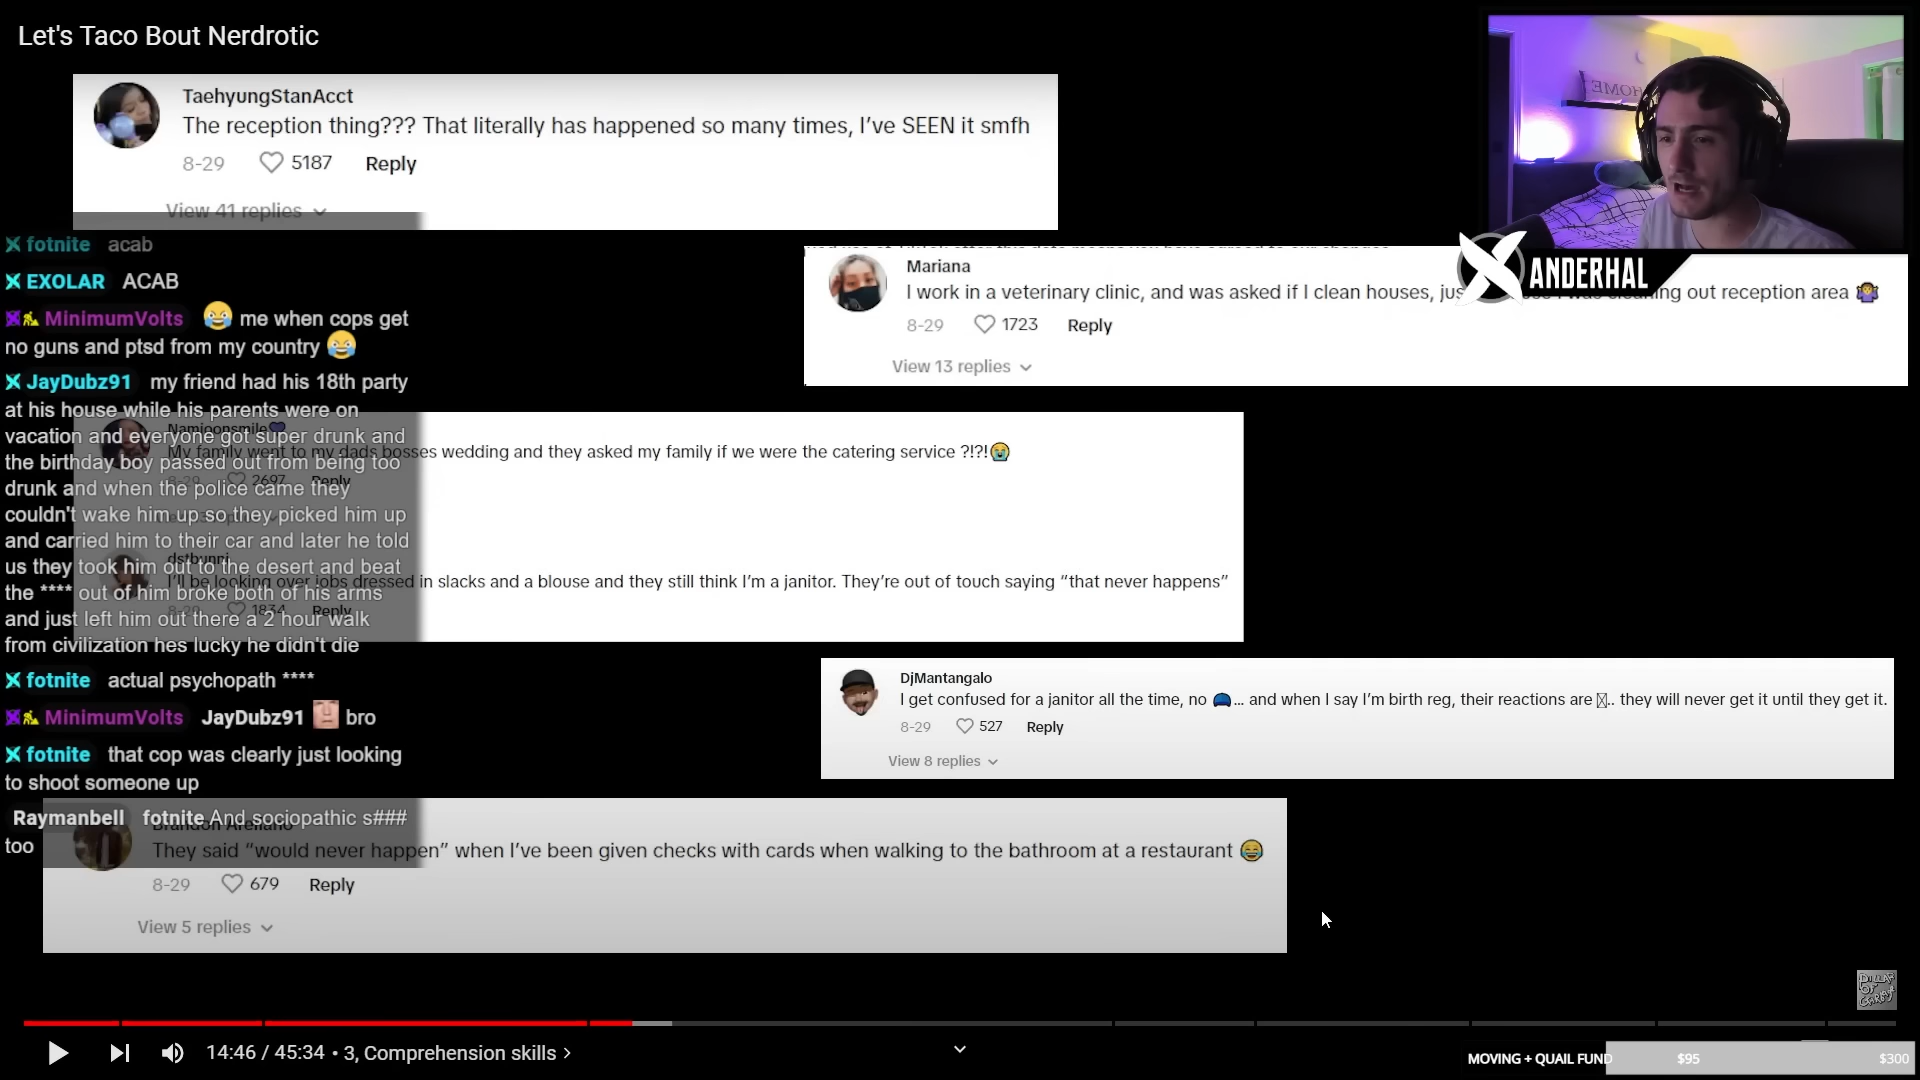 Let's Taco Bout Nerdrotic
TaehyungStanAcct
The reception thing??? That literally has happened so many times, I've SEEN it smfh
8-29 5187 Reply
View 41 replies
HOME
ANDERHAL
Mariana
I work in a veterinary clinic, and was asked if I clean houses, out reception area 🤷‍♀️
8-29 1723 Reply
View 13 replies
fotnite acab
EXOLAR ACAB
MinimumVolts 😂 me when cops get
no guns and ptsd from my country 😂
JayDubz91 my friend had his 18th party
at his house while his parents were on
vacation and everyone got super drunk and
the birthday boy passed out from being too
drunk and when the police came they
couldn't wake him up so they picked him up
and carried him to their car and later he told
us they took him out to the desert and beat
the **** out of him broke both of his arms
and just left him out there a 2 hour walk
from civilization hes lucky he didn't die
fotnite actual psychopath ****
MinimumVolts JayDubz91 bro
fotnite that cop was clearly just looking
to shoot someone up
Raymanbell fotnite And sociopathic s###
too
Namjoonsmile💜
My family went to my dads bosses wedding and they asked my family if we were the catering service ?!?!😭
8-29 2697 Reply
dstbunni
I'll be looking over jobs dressed in slacks and a blouse and they still think I'm a janitor. They're out of touch saying “that never happens”
8-29 1834 Reply
DjMantangalo
I get confused for a janitor all the time, no 🧢... and when I say I'm birth reg, their reactions are .. they will never get it until they get it.
8-29 527 Reply
View 8 replies
Brandon Arellano
They said “would never happen” when I've been given checks with cards when walking to the bathroom at a restaurant 😂
8-29 679 Reply
View 5 replies
PILLAR OF GARBAGE
14:46 / 45:34 • 3, Comprehension skills >
MOVING + QUAIL FUND $95 $300